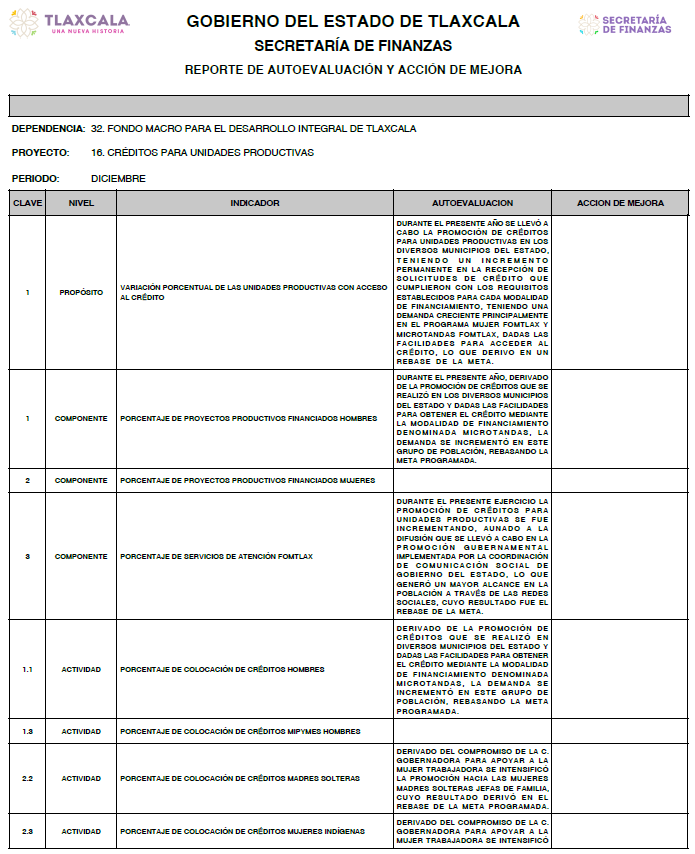 TLAXCALA
UNA NUEVA HISTORIA
GOBIERNO DEL ESTADO DE TLAXCALA
SECRETARÍA DE FINANZAS
REPORTE DE AUTOEVALUACIÓN Y ACCIÓN DE MEJORA
SECRETARÍA
DE FINANZAS
DEPENDENCIA: 32. FONDO MACRO PARA EL DESARROLLO INTEGRAL DE TLAXCALA
PROYECTO: 16. CRÉDITOS PARA UNIDADES PRODUCTIVAS
PERIODO: DICIEMBRE
CLAVE NIVEL INDICADOR AUTOEVALUACION ACCION DE MEJORA
1 PROPÓSITO
VARIACIÓN PORCENTUAL DE LAS UNIDADES PRODUCTIVAS CON ACCESO
AL CRÉDITO
DURANTE EL PRESENTE AÑO SE LLEVÓ A
CABO LA PROMOCIÓN DE CRÉDITOS
PARA UNIDADES PRODUCTIVAS EN LOS
DIVERSOS MUNICIPIOS DEL ESTADO,
TENIENDO UN INCREMENTO
PERMANENTE EN LA RECEPCIÓN DE
SOLICITUDES DE CRÉDITO QUE
CUMPLIERON CON LOS REQUISITOS
ESTABLECIDOS PARA CADA MODALIDAD
DE FINANCIAMIENTO, TENIENDO UNA
DEMANDA CRECIENTE PRINCIPALMENTE
EN EL PROGRAMA MUJER FOMTLAX Y
MICROTANDAS FOMTLAX, DADAS LAS
FACILIDADES PARA ACCEDER AL
CRÉDITO, LO QUE DERIVO EN UN
REBASE DE LA META.
1 COMPONENTE PORCENTAJE DE PROYECTOS PRODUCTIVOS FINANCIADOS HOMBRES
DURANTE EL PRESENTE AÑO, DERIVADO
DE LA PROMOCIÓN DE CRÉDITOS QUE SE
REALIZÓ EN LOS DIVERSOS MUNICIPIOS
DEL ESTADO Y DADAS LAS FACILIDADES
PARA OBTENER EL CRÉDITO MEDIANTE
LA MODALIDAD DE FINANCIAMIENTO
DENOMINADA MICROTANDAS, LA
DEMANDA SE INCREMENTÓ EN ESTE
GRUPO DE POBLACIÓN, REBASANDO LA
META PROGRAMADA.
2 COMPONENTE PORCENTAJE DE PROYECTOS PRODUCTIVOS FINANCIADOS MUJERES
3 COMPONENTE PORCENTAJE DE SERVICIOS DE ATENCIÓN FOMTLAX
DURANTE EL PRESENTE EJERCICIO LA
PROMOCIÓN DE CRÉDITOS PARA
UNIDADES PRODUCTIVAS SE FUE
INCREMENTANDO, AUNADO A LA
DIFUSIÓN QUE SE LLEVÓ A CABO EN LA
PROMOCIÓN GUBERNAMENTAL
IMPLEMENTADA POR LA COORDINACIÓN
DE COMUNICACIÓN SOCIAL DE
GOBIERNO DEL ESTADO, LO QUE
GENERÓ UN MAYOR ALCANCE EN LA
POBLACIÓN A TRAVÉS DE LAS REDES
SOCIALES, CUYO RESULTADO FUE EL
REBASE DE LA META.
1.1 ACTIVIDAD PORCENTAJE DE COLOCACIÓN DE CRÉDITOS HOMBRES
DERIVADO DE LA PROMOCIÓN DE
CRÉDITOS QUE SE REALIZÓ EN
DIVERSOS MUNICIPIOS DEL ESTADO Y
DADAS LAS FACILIDADES PARA OBTENER
EL CRÉDITO MEDIANTE LA MODALIDAD
DE FINANCIAMIENTO DENOMINADA
MICROTANDAS, LA DEMANDA SE
INCREMENTÓ EN ESTE GRUPO DE
POBLACIÓN, REBASANDO LA META
PROGRAMADA.
1.3 ACTIVIDAD PORCENTAJE DE COLOCACIÓN DE CRÉDITOS MIPYMES HOMBRES
2.2 ACTIVIDAD PORCENTAJE DE COLOCACIÓN DE CRÉDITOS MADRES SOLTERAS
DERIVADO DEL COMPROMISO DE LA C.
GOBERNADORA PARA APOYAR A LA
MUJER TRABAJADORA SE INTENSIFICÓ
LA PROMOCIÓN HACIA LAS MUJERES
MADRES SOLTERAS JEFAS DE FAMILIA,
CUYO RESULTADO DERIVÓ EN EL
REBASE DE LA META PROGRAMADA.
2.3 ACTIVIDAD PORCENTAJE DE COLOCACIÓN DE CRÉDITOS MUJERES INDÍGENAS
DERIVADO DEL COMPROMISO DE LA C.
GOBERNADORA PARA APOYAR A LA
MUJER TRABAJADORA SE INTENSIFICÓ